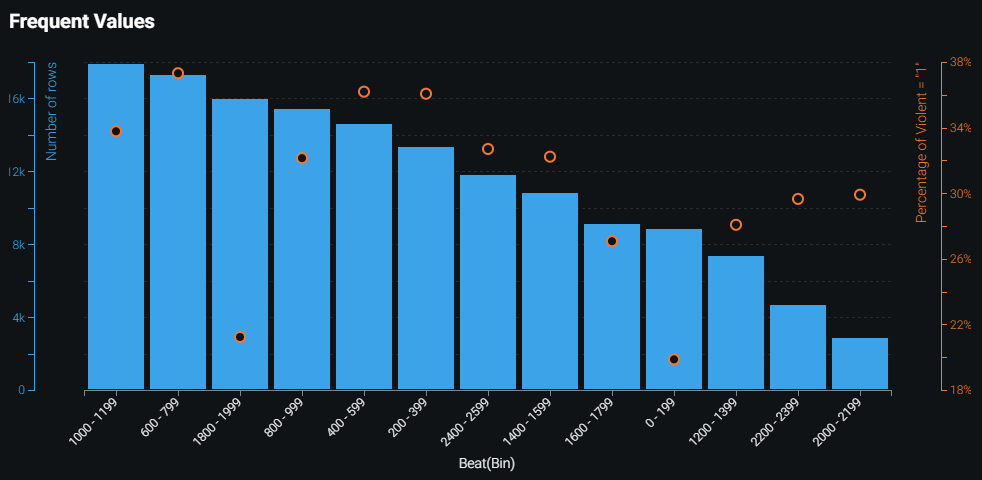 Frequent Values
Number of rows
16k
12k
8k
4k
0
Percentage of Violent = "1"
38%
34%
30%
26%
22%
18%
1000 - 1199
600 - 799
1800 - 1999
800 - 999
400 - 599
200 - 399
2400 - 2599
1400 - 1599
1600 - 1799
0 - 199
1200 - 1399
2200 - 2399
2000 - 2199
Beat(Bin)